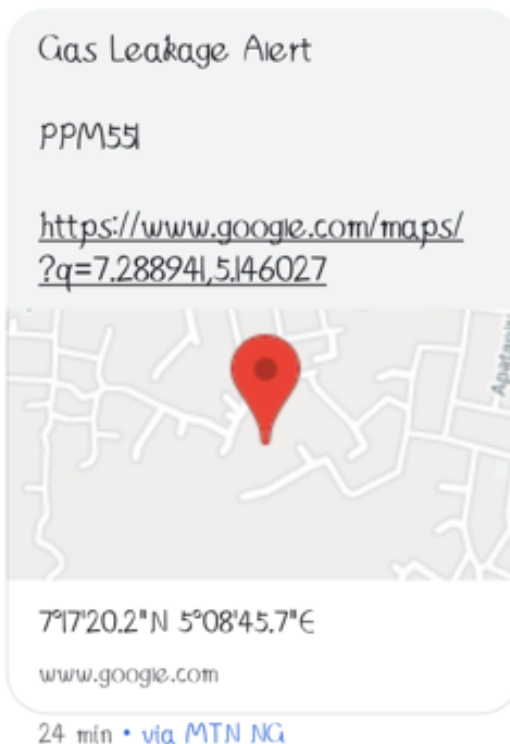 Gas Leakage Alert
PPM551
https://www.google.com/maps/
?q=7.288941,5.146027
Apatapiti
7°17'20.2"N 5°08'45.7"E
www.google.com
24 min • via MTN NG